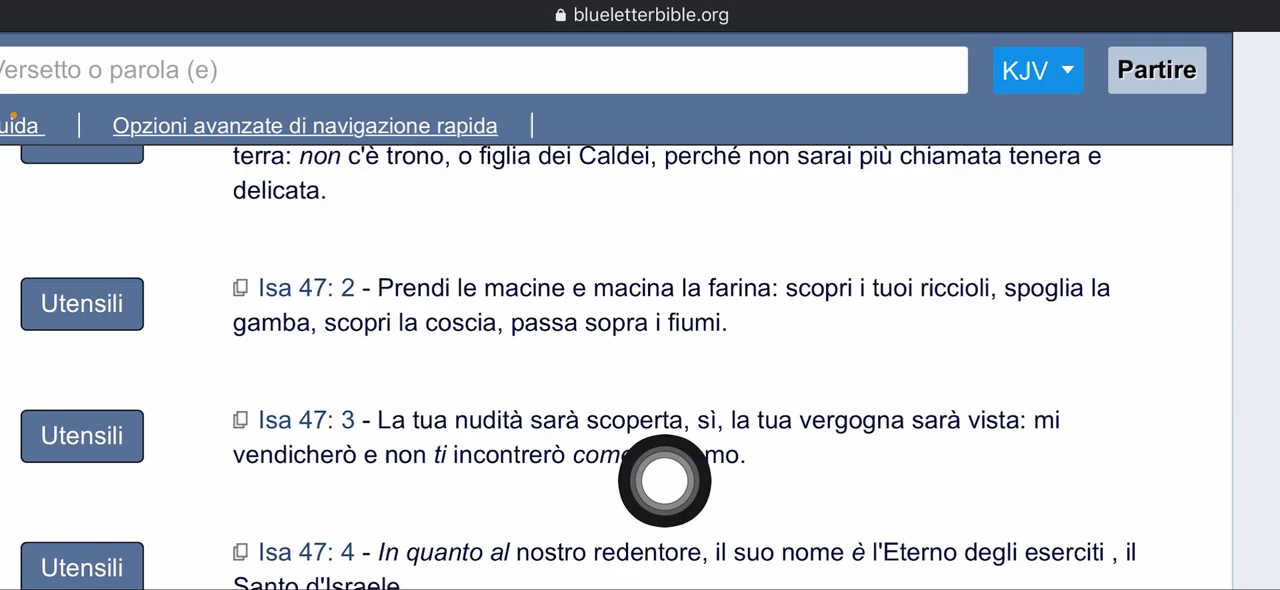 blueletterbible.org
Versetto o parola (e)
KJV
Partire
uida
Opzioni avanzate di navigazione rapida
terra: non c'è trono, o figlia dei Caldei, perché non sarai più chiamata tenera e
delicata.
Utensili
Isa 47: 2 - Prendi le macine e macina la farina: scopri i tuoi riccioli, spoglia la
gamba, scopri la coscia, passa sopra i fiumi.
Utensili
Isa 47: 3 - La tua nudità sarà scoperta, sì, la tua vergogna sarà vista: mi
vendicherò e non ti incontrerò come mo.
Utensili
Isa 47: 4 - In quanto al nostro redentore, il suo nome è l'Eterno degli eserciti , il
Santo d'Israele